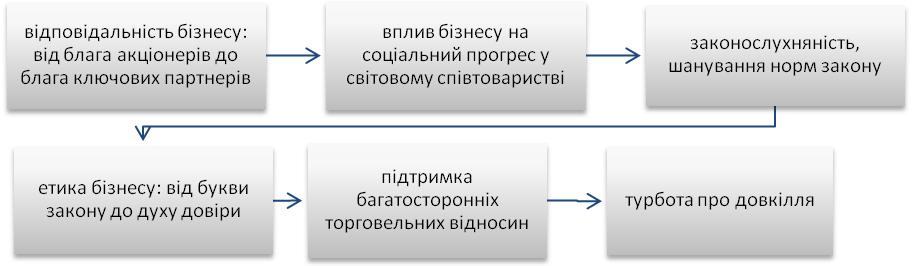 відповідальність бізнесу:
від блага акціонерів до
блага ключових партнерів
вплив бізнесу на
соціальний прогрес у
світовому співтоваристві
законослухняність,
шанування норм закону
етика бізнесу: від букви
закону до духу довіри
підтримка
багатосторонніх
торговельних відносин
турбота про довкілля